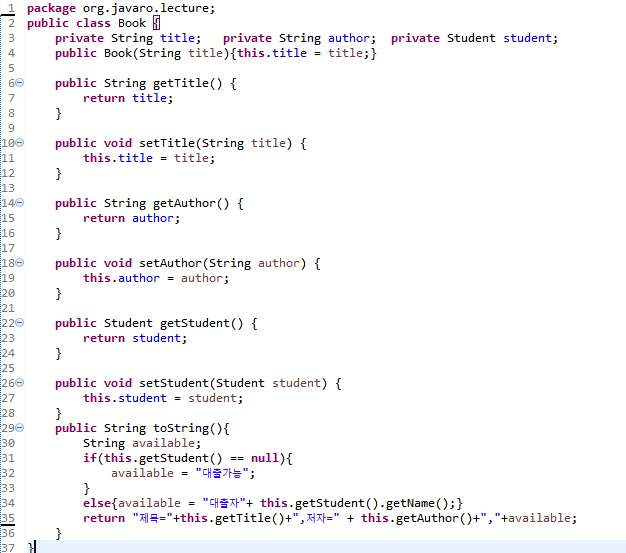 1 package org.javaro.lecture;
2 public class Book {
3     private String title;   private String author;  private Student student;
4     public Book(String title){this.title = title;}
5
6     public String getTitle() {
7         return title;
8     }
9
10     public void setTitle(String title) {
11         this.title = title;
12     }
13
14     public String getAuthor() {
15         return author;
16     }
17
18     public void setAuthor(String author) {
19         this.author = author;
20     }
21
22     public Student getStudent() {
23         return student;
24     }
25
26     public void setStudent(Student student) {
27         this.student = student;
28     }
29     public String toString(){
30         String available;
31         if(this.getStudent() == null){
32             available = "대출가능";
33         }
34         else{available = "대출자"+ this.getStudent().getName();}
35         return "제목="+this.getTitle()+",저자=" + this.getAuthor()+","+available;
36     }
37 }